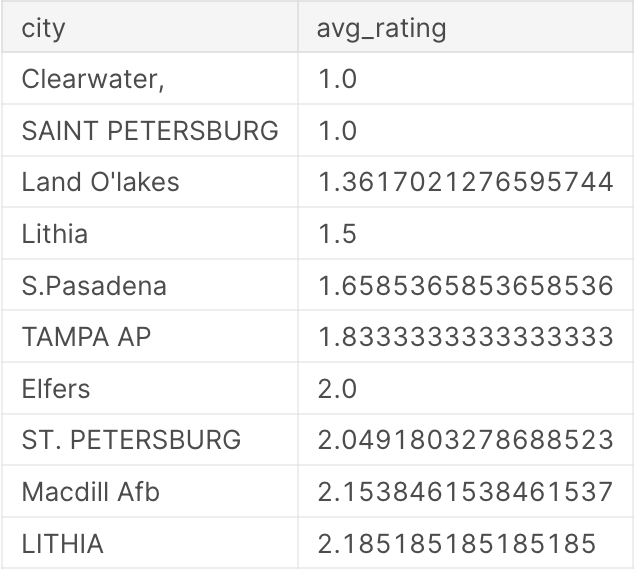 city avg_rating
Clearwater, 1.0
SAINT PETERSBURG 1.0
Land O'lakes 1.3617021276595744
Lithia 1.5
S.Pasadena 1.6585365853658536
TAMPA AP 1.8333333333333333
Elfers 2.0
ST. PETERSBURG 2.0491803278688523
Macdill Afb 2.1538461538461537
LITHIA 2.185185185185185